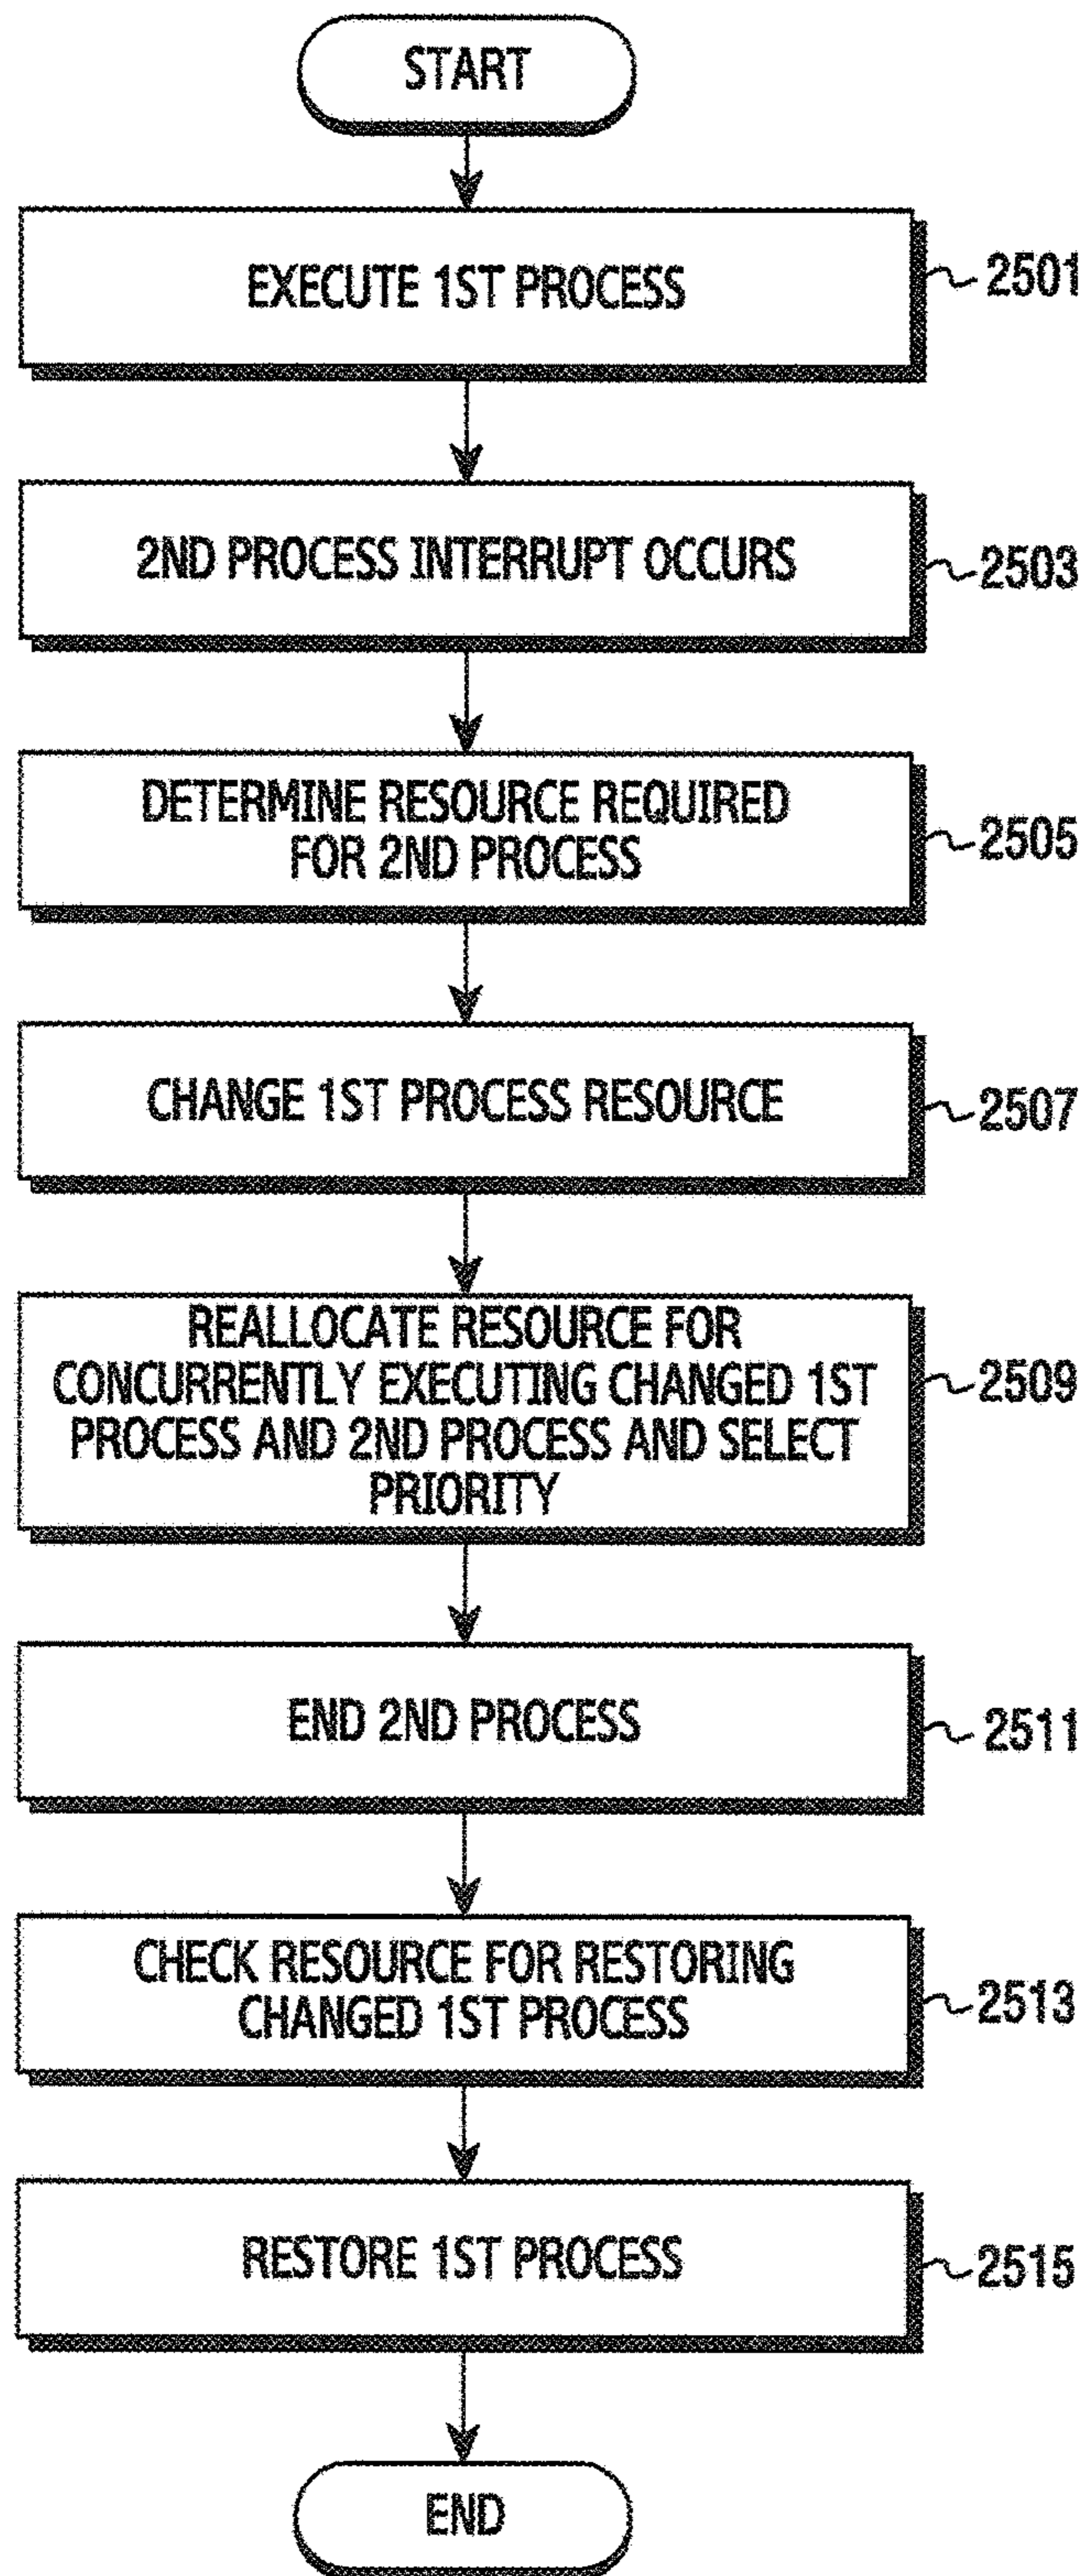 START
EXECUTE 1ST PROCESS
2501
2ND PROCESS INTERRUPT OCCURS
2503
DETERMINE RESOURCE REQUIRED
FOR 2ND PROCESS
2505
CHANGE 1ST PROCESS RESOURCE
2507
REALLOCATE RESOURCE FOR
CONCURRENTLY EXECUTING CHANGED 1ST
PROCESS AND 2ND PROCESS AND SELECT
PRIORITY
2509
END 2ND PROCESS
2511
CHECK RESOURCE FOR RESTORING
CHANGED 1ST PROCESS
2513
RESTORE 1ST PROCESS
2515
END